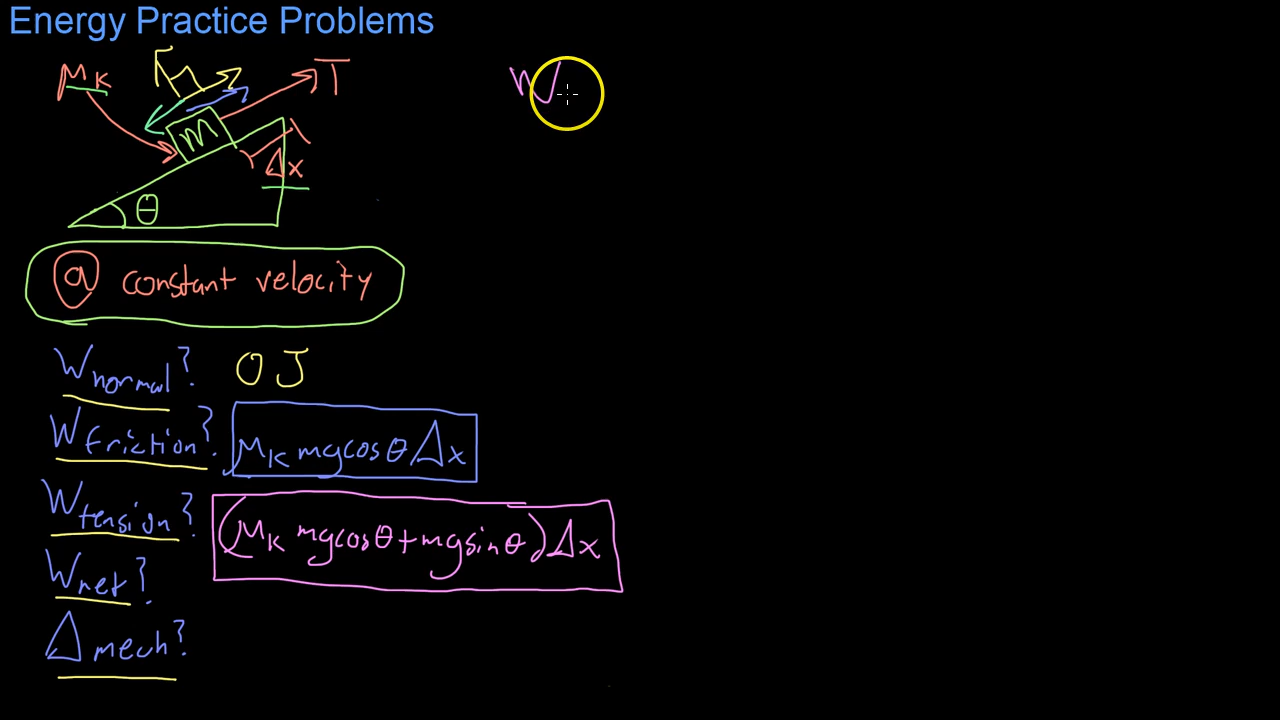 Energy Practice Problems
μK
Fn
T
m
Δx
θ
W
a constant velocity
Wnormal? 0 J
Wfriction? μK mgcosθΔx
Wtension? (μK mgcosθ+mgsinθ)Δx
Wnet?
Δmech?